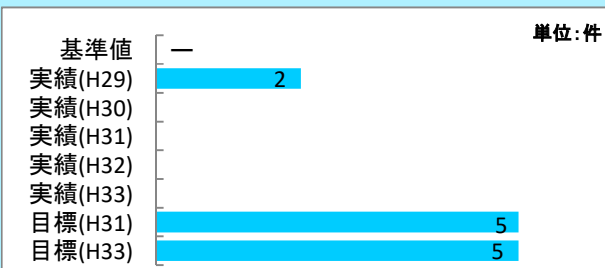 単位:件
基準値 ―
実績(H29) 2
実績(H30)
実績(H31)
実績(H32)
実績(H33)
目標(H31) 5
目標(H33) 5